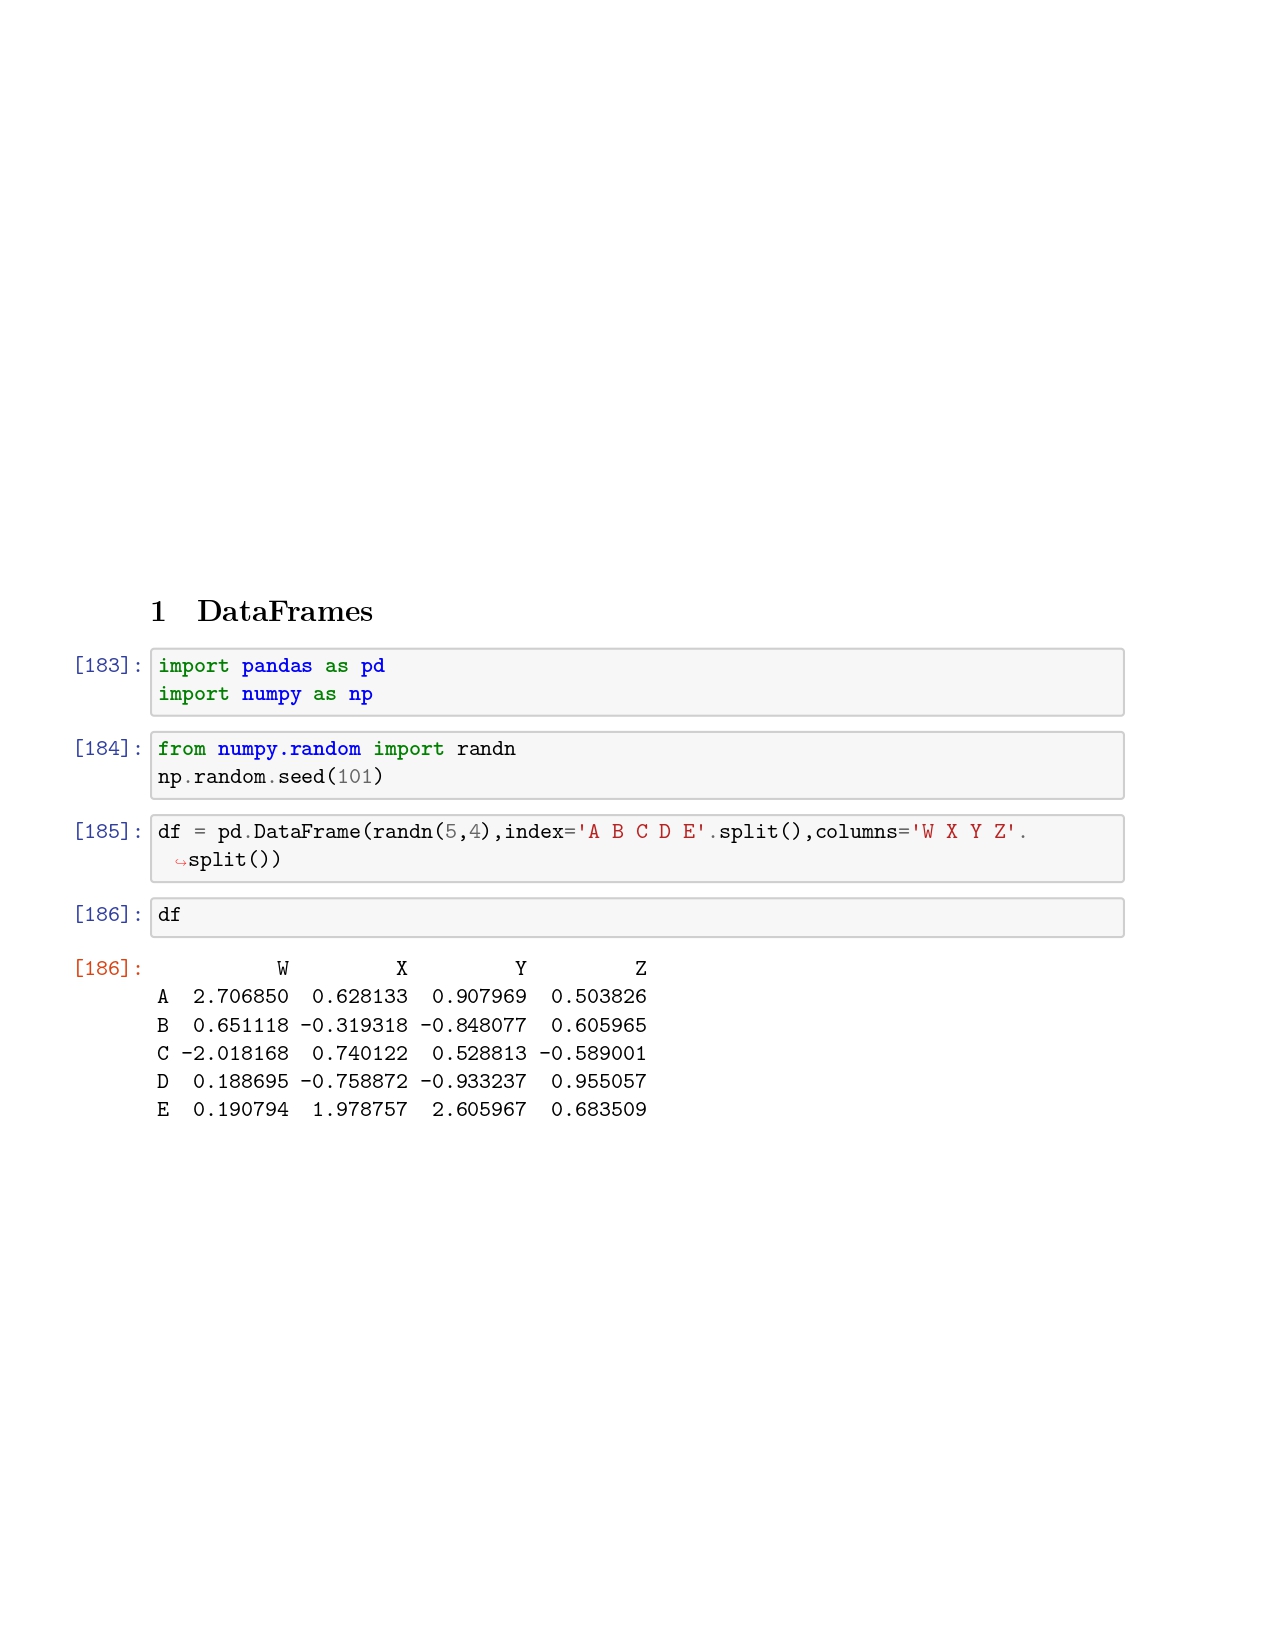 1 DataFrames
[183]: import pandas as pd
import numpy as np
[184]: from numpy.random import randn
np.random.seed(101)
[185]: df = pd.DataFrame(randn(5,4),index='A B C D E'.split(),columns='W X Y Z'.
↪split())
[186]: df
[186]: W X Y Z
A 2.706850 0.628133 0.907969 0.503826
B 0.651118 -0.319318 -0.848077 0.605965
C -2.018168 0.740122 0.528813 -0.589001
D 0.188695 -0.758872 -0.933237 0.955057
E 0.190794 1.978757 2.605967 0.683509